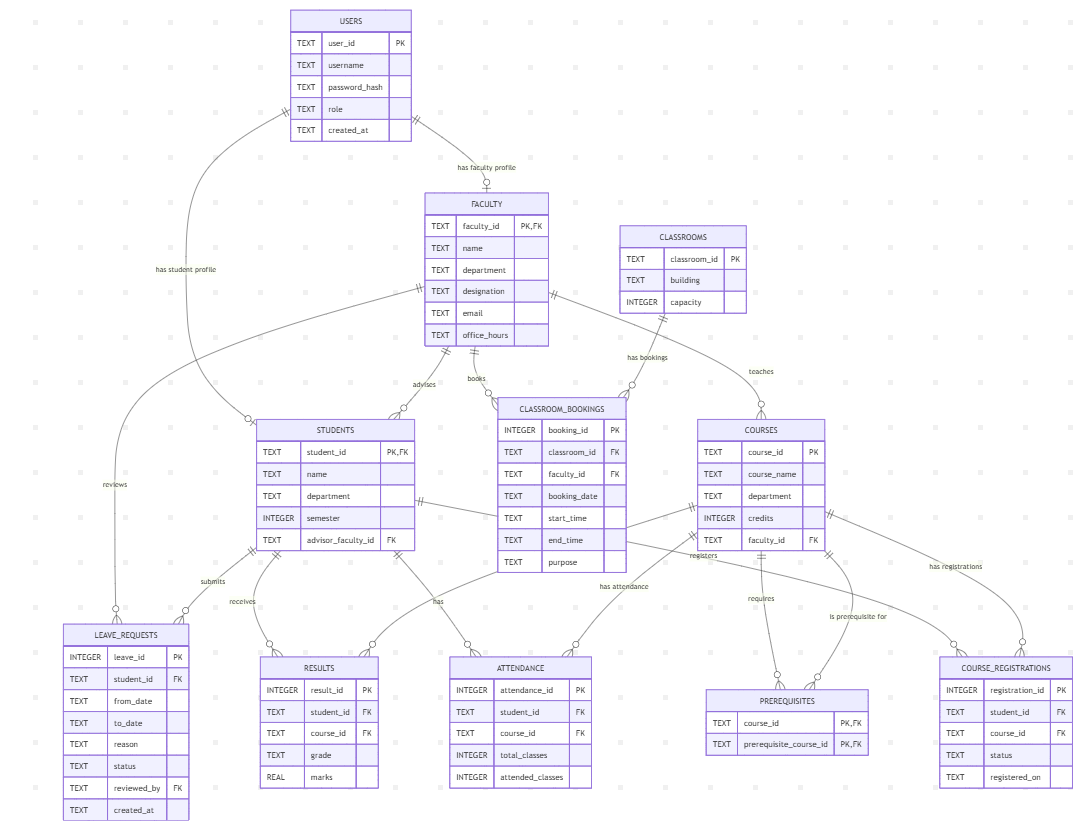 USERS
TEXT user_id PK
TEXT username
TEXT password_hash
TEXT role
TEXT created_at
has faculty profile
FACULTY
TEXT faculty_id PK,FK
TEXT name
TEXT department
TEXT designation
TEXT email
TEXT office_hours
CLASSROOMS
TEXT classroom_id PK
TEXT building
INTEGER capacity
has student profile
has bookings
teaches
advises
books
STUDENTS
TEXT student_id PK,FK
TEXT name
TEXT department
INTEGER semester
TEXT advisor_faculty_id FK
CLASSROOM_BOOKINGS
INTEGER booking_id PK
TEXT classroom_id FK
TEXT faculty_id FK
TEXT booking_date
TEXT start_time
TEXT end_time
TEXT purpose
COURSES
TEXT course_id PK
TEXT course_name
TEXT department
INTEGER credits
TEXT faculty_id FK
reviews
registers
has registrations
submits
has attendance
receives
has
requires
is prerequisite for
LEAVE_REQUESTS
INTEGER leave_id PK
TEXT student_id FK
TEXT from_date
TEXT to_date
TEXT reason
TEXT status
TEXT reviewed_by FK
TEXT created_at
RESULTS
INTEGER result_id PK
TEXT student_id FK
TEXT course_id FK
TEXT grade
REAL marks
ATTENDANCE
INTEGER attendance_id PK
TEXT student_id FK
TEXT course_id FK
INTEGER total_classes
INTEGER attended_classes
PREREQUISITES
TEXT course_id PK,FK
TEXT prerequisite_course_id PK,FK
COURSE_REGISTRATIONS
INTEGER registration_id PK
TEXT student_id FK
TEXT course_id FK
TEXT status
TEXT registered_on